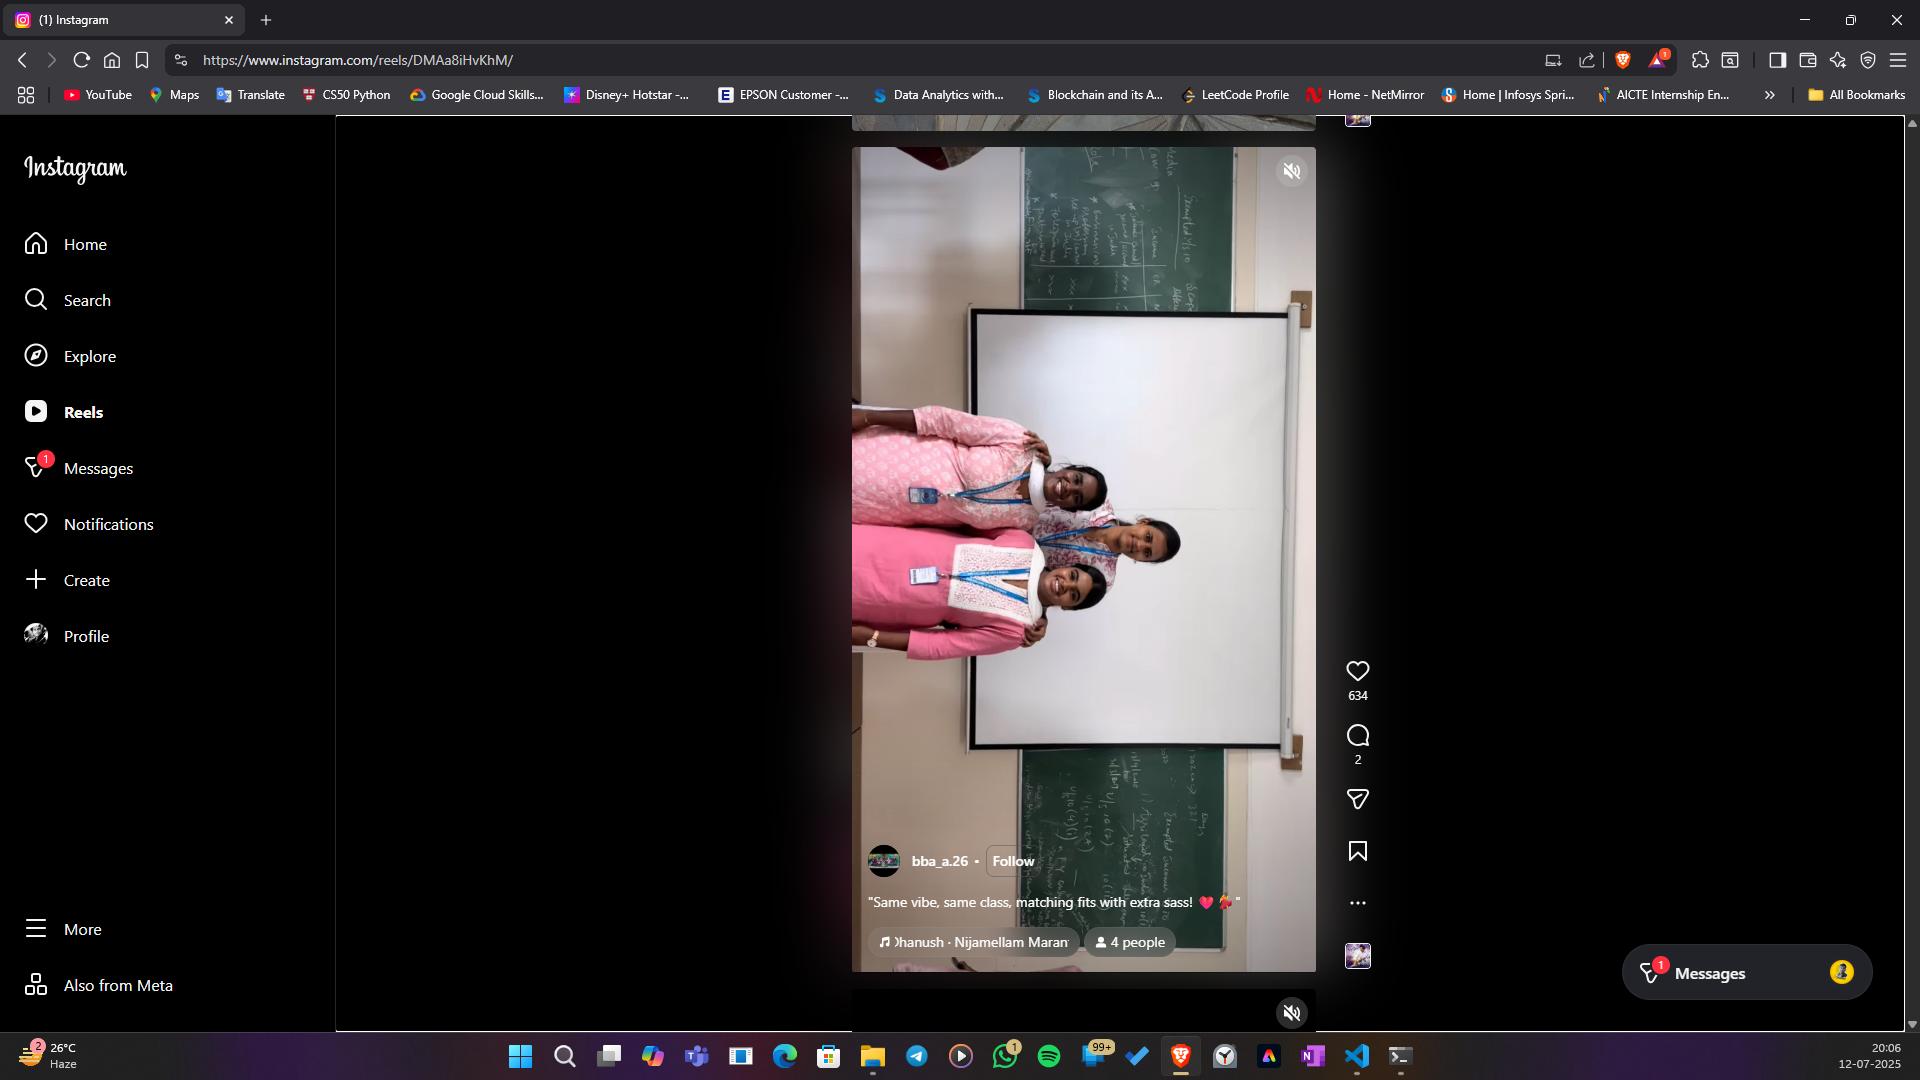 (1) Instagram
https://www.instagram.com/reels/DMAa8iHvKhM/
1
YouTube
Maps
Translate
CS50 Python
Google Cloud Skills...
Disney+ Hotstar -...
EPSON Customer -...
Data Analytics with...
Blockchain and its A...
LeetCode Profile
Home - NetMirror
Home | Infosys Spri...
AICTE Internship En...
All Bookmarks
Instagram
Home
Search
Explore
Reels
1
Messages
Notifications
Create
Profile
More
Also from Meta
Exempted U/S 10
Income
634
2
bba_a.26 • Follow
"Same vibe, same class, matching fits with extra sass! ❤️💃"
Dhanush · Nijamellam Maran
4 people
1
Messages
2
26°C
Haze
1
99+
20:06
12-07-2025